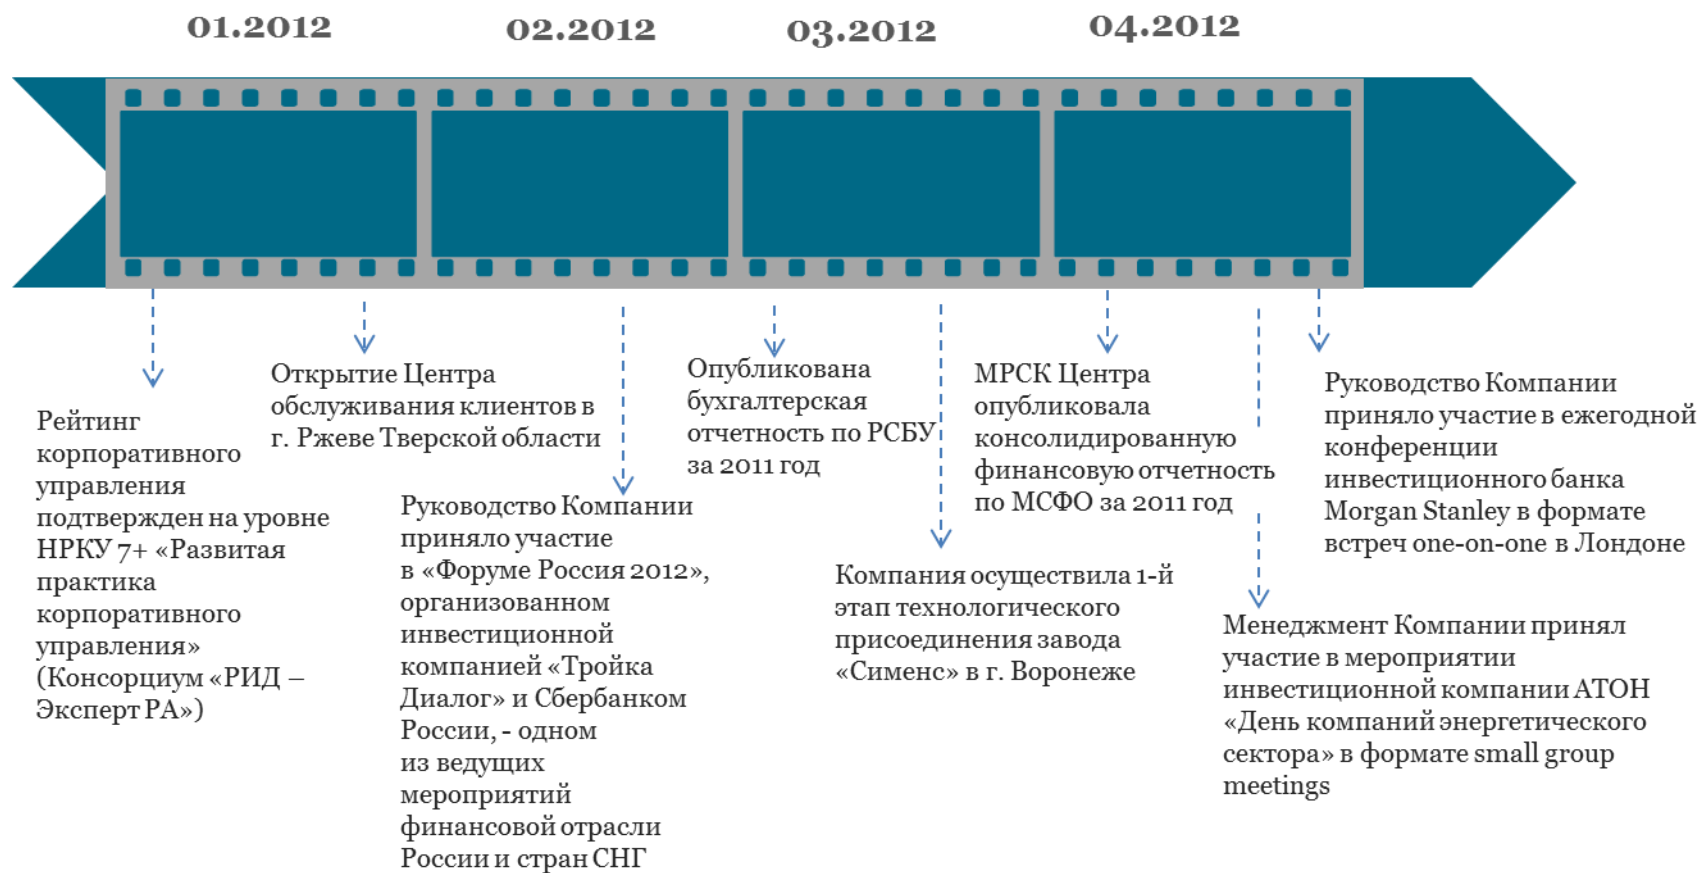 01.2012
02.2012
03.2012
04.2012
Рейтинг
корпоративного
управления
подтвержден на уровне
НРКУ 7+ «Развитая
практика
корпоративного
управления»
(Консорциум «РИД –
Эксперт РА»)
Открытие Центра
обслуживания клиентов в
г. Ржеве Тверской области
Руководство Компании
приняло участие
в «Форуме Россия 2012»,
организованном
инвестиционной
компанией «Тройка
Диалог» и Сбербанком
России, - одном
из ведущих
мероприятий
финансовой отрасли
России и стран СНГ
Опубликована
бухгалтерская
отчетность по РСБУ
за 2011 год
Компания осуществила 1-й
этап технологического
присоединения завода
«Сименс» в г. Воронеже
МРСК Центра
опубликовала
консолидированную
финансовую отчетность
по МСФО за 2011 год
Менеджмент Компании принял
участие в мероприятии
инвестиционной компании АТОН
«День компаний энергетического
сектора» в формате small group
meetings
Руководство Компании
приняло участие в ежегодной
конференции
инвестиционного банка
Morgan Stanley в формате
встреч one-on-one в Лондоне